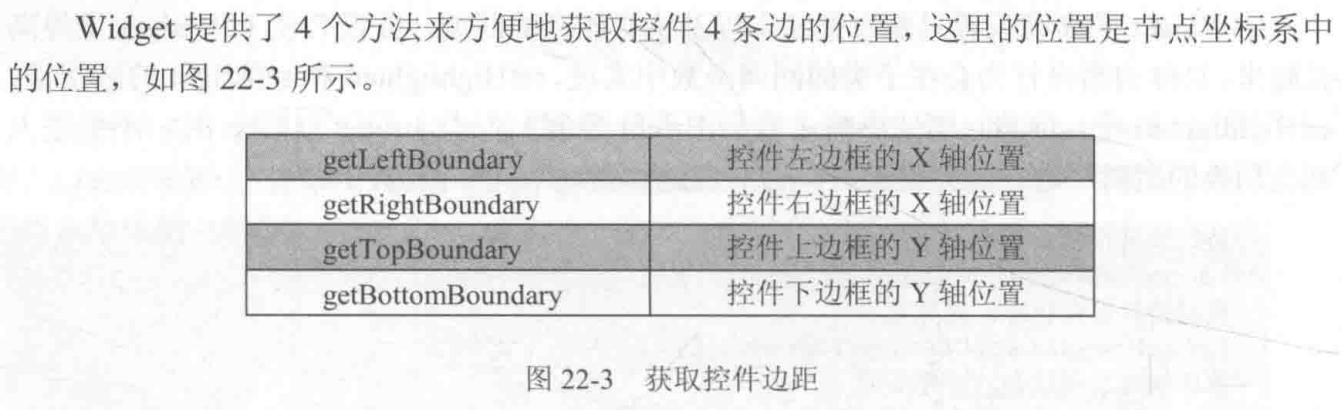 Widget 提供了 4 个方法来方便地获取控件 4 条边的位置，这里的位置是节点坐标系中
的位置，如图 22-3 所示。
getLeftBoundary 控件左边框的 X 轴位置
getRightBoundary 控件右边框的 X 轴位置
getTopBoundary 控件上边框的 Y 轴位置
getBottomBoundary 控件下边框的 Y 轴位置
图 22-3 获取控件边距